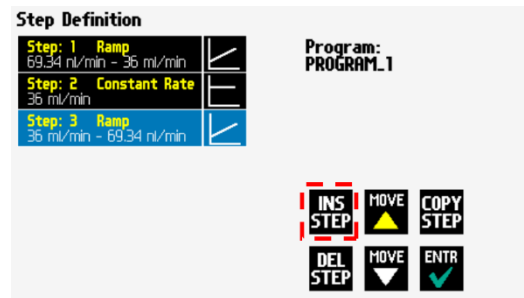 Step Definition
Step: 1 Ramp
69.34 nl/min - 36 ml/min
Step: 2 Constant Rate
36 ml/min
Step: 3 Ramp
36 ml/min - 69.34 nl/min
Program:
PROGRAM_1
INS
STEP
MOVE
COPY
STEP
DEL
STEP
MOVE
ENTR